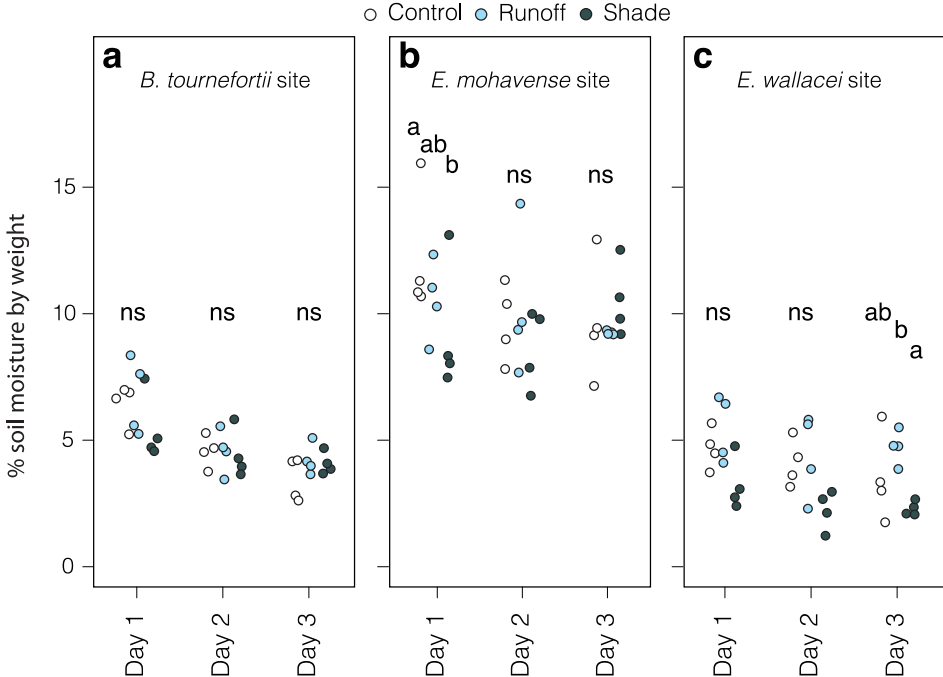 Control Runoff Shade
a
B. tournefortii site
b
E. mohavense site
c
E. wallacei site
% soil moisture by weight
15
10
5
0
ns
ns
ns
a
ab
b
ns
ns
ns
ns
ab
b
a
Day 1
Day 2
Day 3
Day 1
Day 2
Day 3
Day 1
Day 2
Day 3